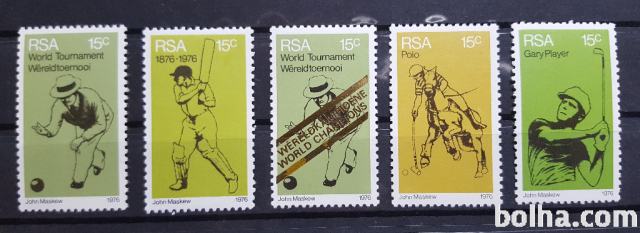 RSA 15c
World Tournament
Wêreldtoernooi
John Maskew 1976
RSA 15c
1876-1976
John Maskew 1976
RSA 15c
World Tournament
Wêreldtoernooi
WÊRELDKAMPIOENE
WORLD CHAMPIONS
John Maskew 1976
RSA 15c
Polo
John Maskew 1976
RSA 15c
Gary Player
John Maskew 1976
bolha.com